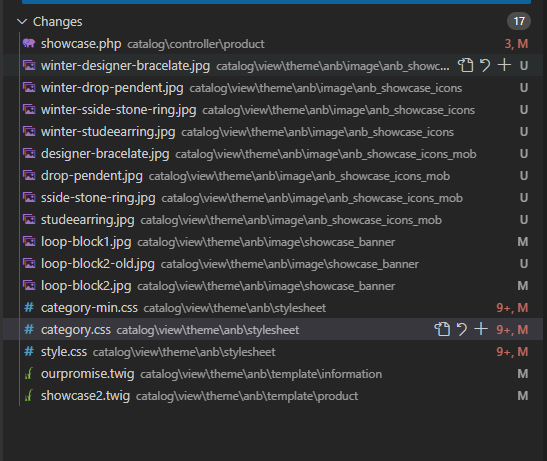 Changes 17
showcase.php catalog\controller\product 3, M
winter-designer-bracelate.jpg catalog\view\theme\anb\image\anb_showc... U
winter-drop-pendent.jpg catalog\view\theme\anb\image\anb_showcase_icons U
winter-sside-stone-ring.jpg catalog\view\theme\anb\image\anb_showcase_icons U
winter-studeearring.jpg catalog\view\theme\anb\image\anb_showcase_icons U
designer-bracelate.jpg catalog\view\theme\anb\image\anb_showcase_icons_mob U
drop-pendent.jpg catalog\view\theme\anb\image\anb_showcase_icons_mob U
sside-stone-ring.jpg catalog\view\theme\anb\image\anb_showcase_icons_mob U
studeearring.jpg catalog\view\theme\anb\image\anb_showcase_icons_mob U
loop-block1.jpg catalog\view\theme\anb\image\showcase_banner M
loop-block2-old.jpg catalog\view\theme\anb\image\showcase_banner U
loop-block2.jpg catalog\view\theme\anb\image\showcase_banner M
# category-min.css catalog\view\theme\anb\stylesheet 9+, M
# category.css catalog\view\theme\anb\stylesheet 9+, M
# style.css catalog\view\theme\anb\stylesheet 9+, M
ourpromise.twig catalog\view\theme\anb\template\information M
showcase2.twig catalog\view\theme\anb\template\product M